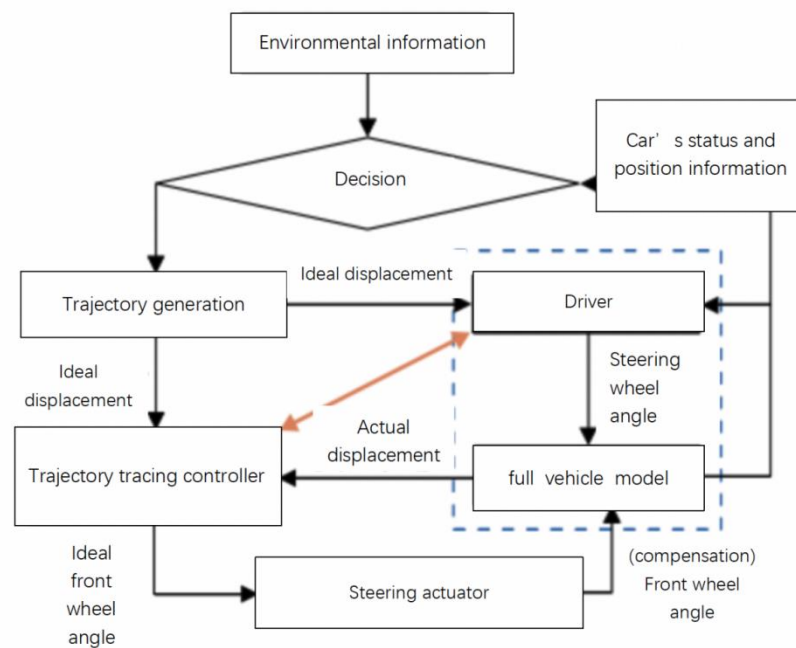 Environmental information
Car's status and
position information
Decision
Ideal displacement
Trajectory generation
Driver
Ideal
displacement
Steering
wheel
angle
Actual
displacement
Trajectory tracing controller
full vehicle model
Ideal
front
wheel
angle
Steering actuator
(compensation)
Front wheel
angle